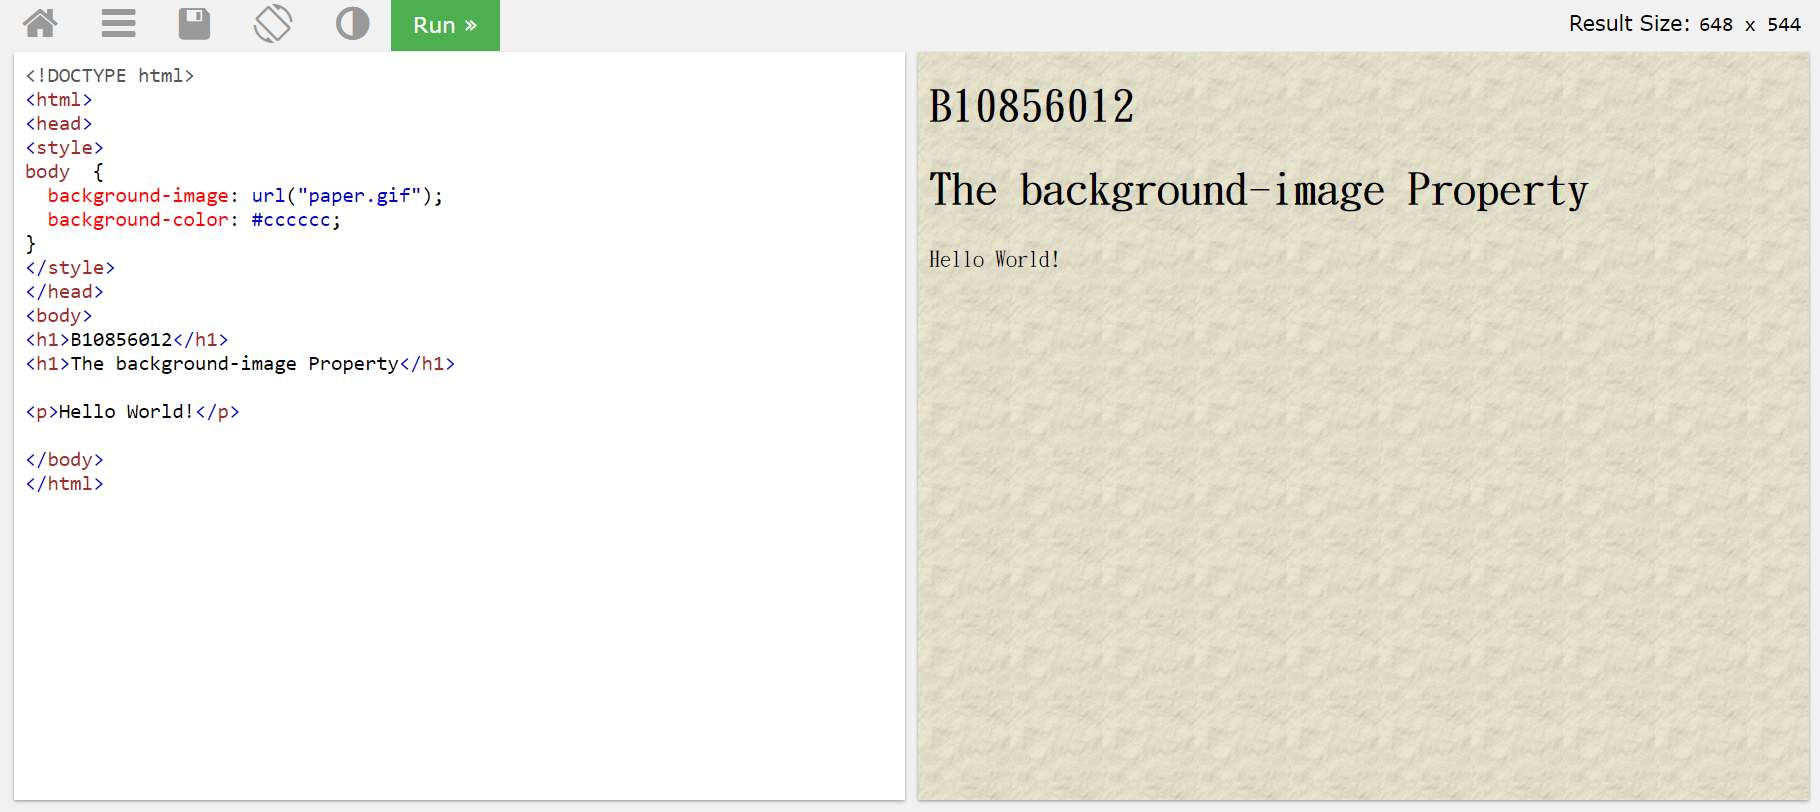 Run »
Result Size: 648 x 544
<!DOCTYPE html>
<html>
<head>
<style>
body  {
  background-image: url("paper.gif");
  background-color: #cccccc;
}
</style>
</head>
<body>
<h1>B10856012</h1>
<h1>The background-image Property</h1>
<p>Hello World!</p>
</body>
</html>
B10856012
The background-image Property
Hello World!